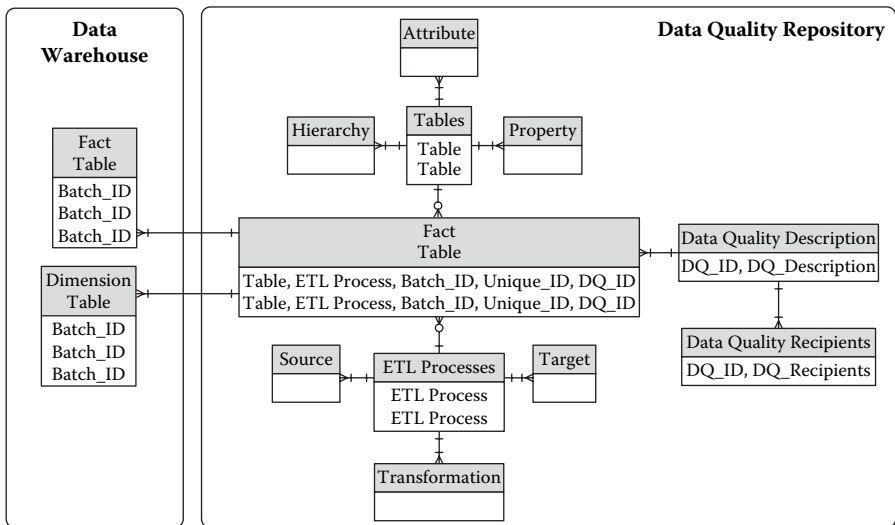 Data
Warehouse
Fact
Table
Batch_ID
Batch_ID
Batch_ID
Dimension
Table
Batch_ID
Batch_ID
Batch_ID
Data Quality Repository
Attribute
Tables
Table
Table
Hierarchy
Property
Fact
Table
Table, ETL Process, Batch_ID, Unique_ID, DQ_ID
Table, ETL Process, Batch_ID, Unique_ID, DQ_ID
Data Quality Description
DQ_ID, DQ_Description
Data Quality Recipients
DQ_ID, DQ_Recipients
Source
ETL Processes
ETL Process
ETL Process
Target
Transformation